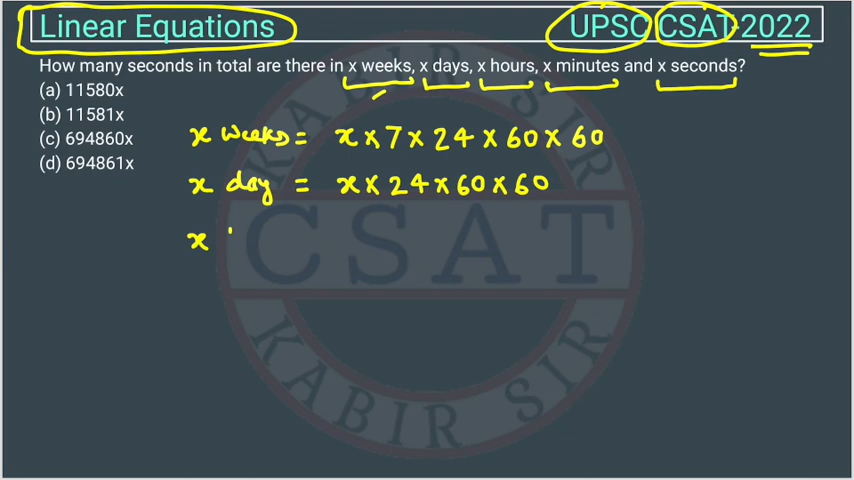 Linear Equations
UPSC CSAT-2022
How many seconds in total are there in x weeks, x days, x hours, x minutes and x seconds?
(a) 11580x
(b) 11581x
(c) 694860x
(d) 694861x
x weeks = x × 7 × 24 × 60 × 60
x day = x × 24 × 60 × 60
x
KABIR SIR
CSAT
KABIR SIR